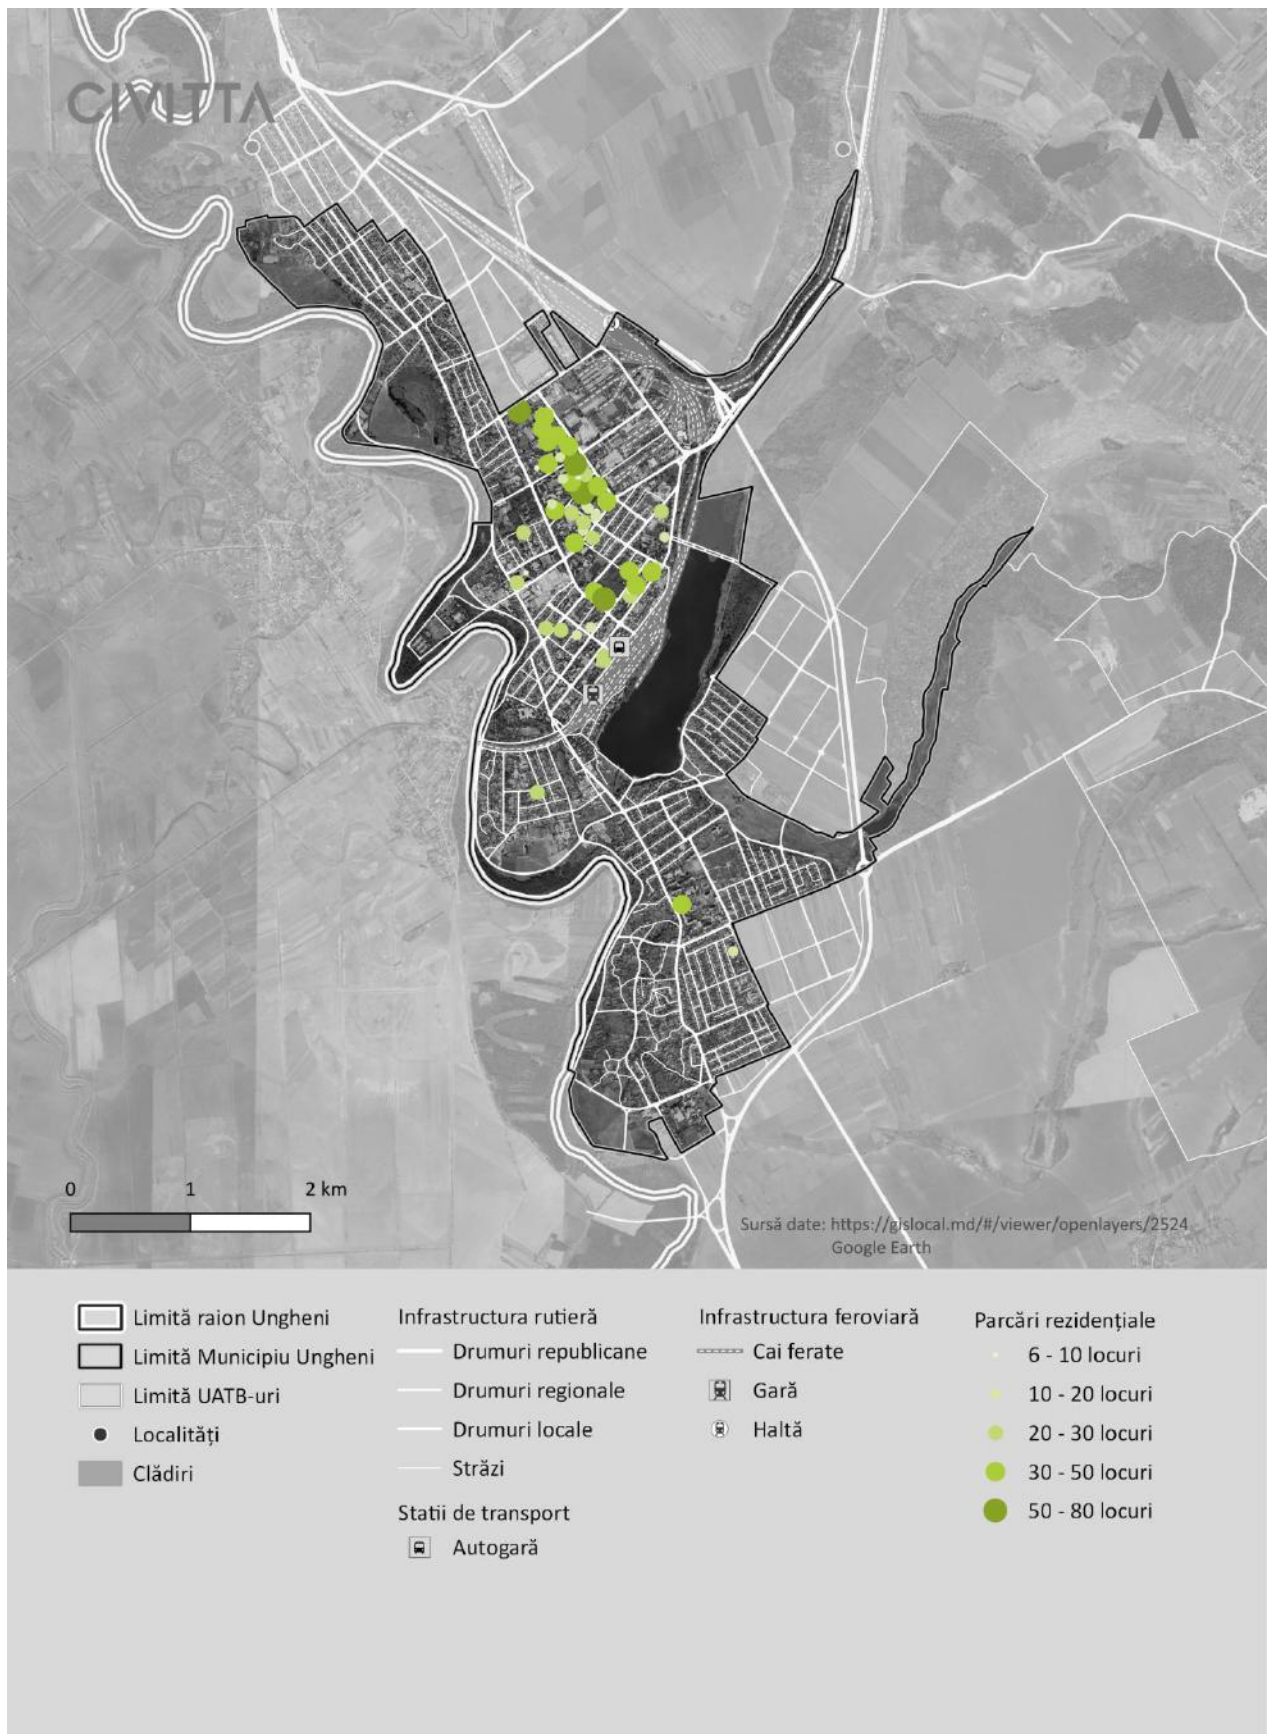 CIVITTA
0 1 2 km
Sursă date: https://gislocal.md/#/viewer/openlayers/2524
Google Earth
Limită raion Ungheni
Limită Municipiu Ungheni
Limită UATB-uri
Localități
Clădiri
Infrastructura rutieră
Drumuri republicane
Drumuri regionale
Drumuri locale
Străzi
Statii de transport
Autogară
Infrastructura feroviară
Cai ferate
Gară
Haltă
Parcări rezidențiale
6 - 10 locuri
10 - 20 locuri
20 - 30 locuri
30 - 50 locuri
50 - 80 locuri